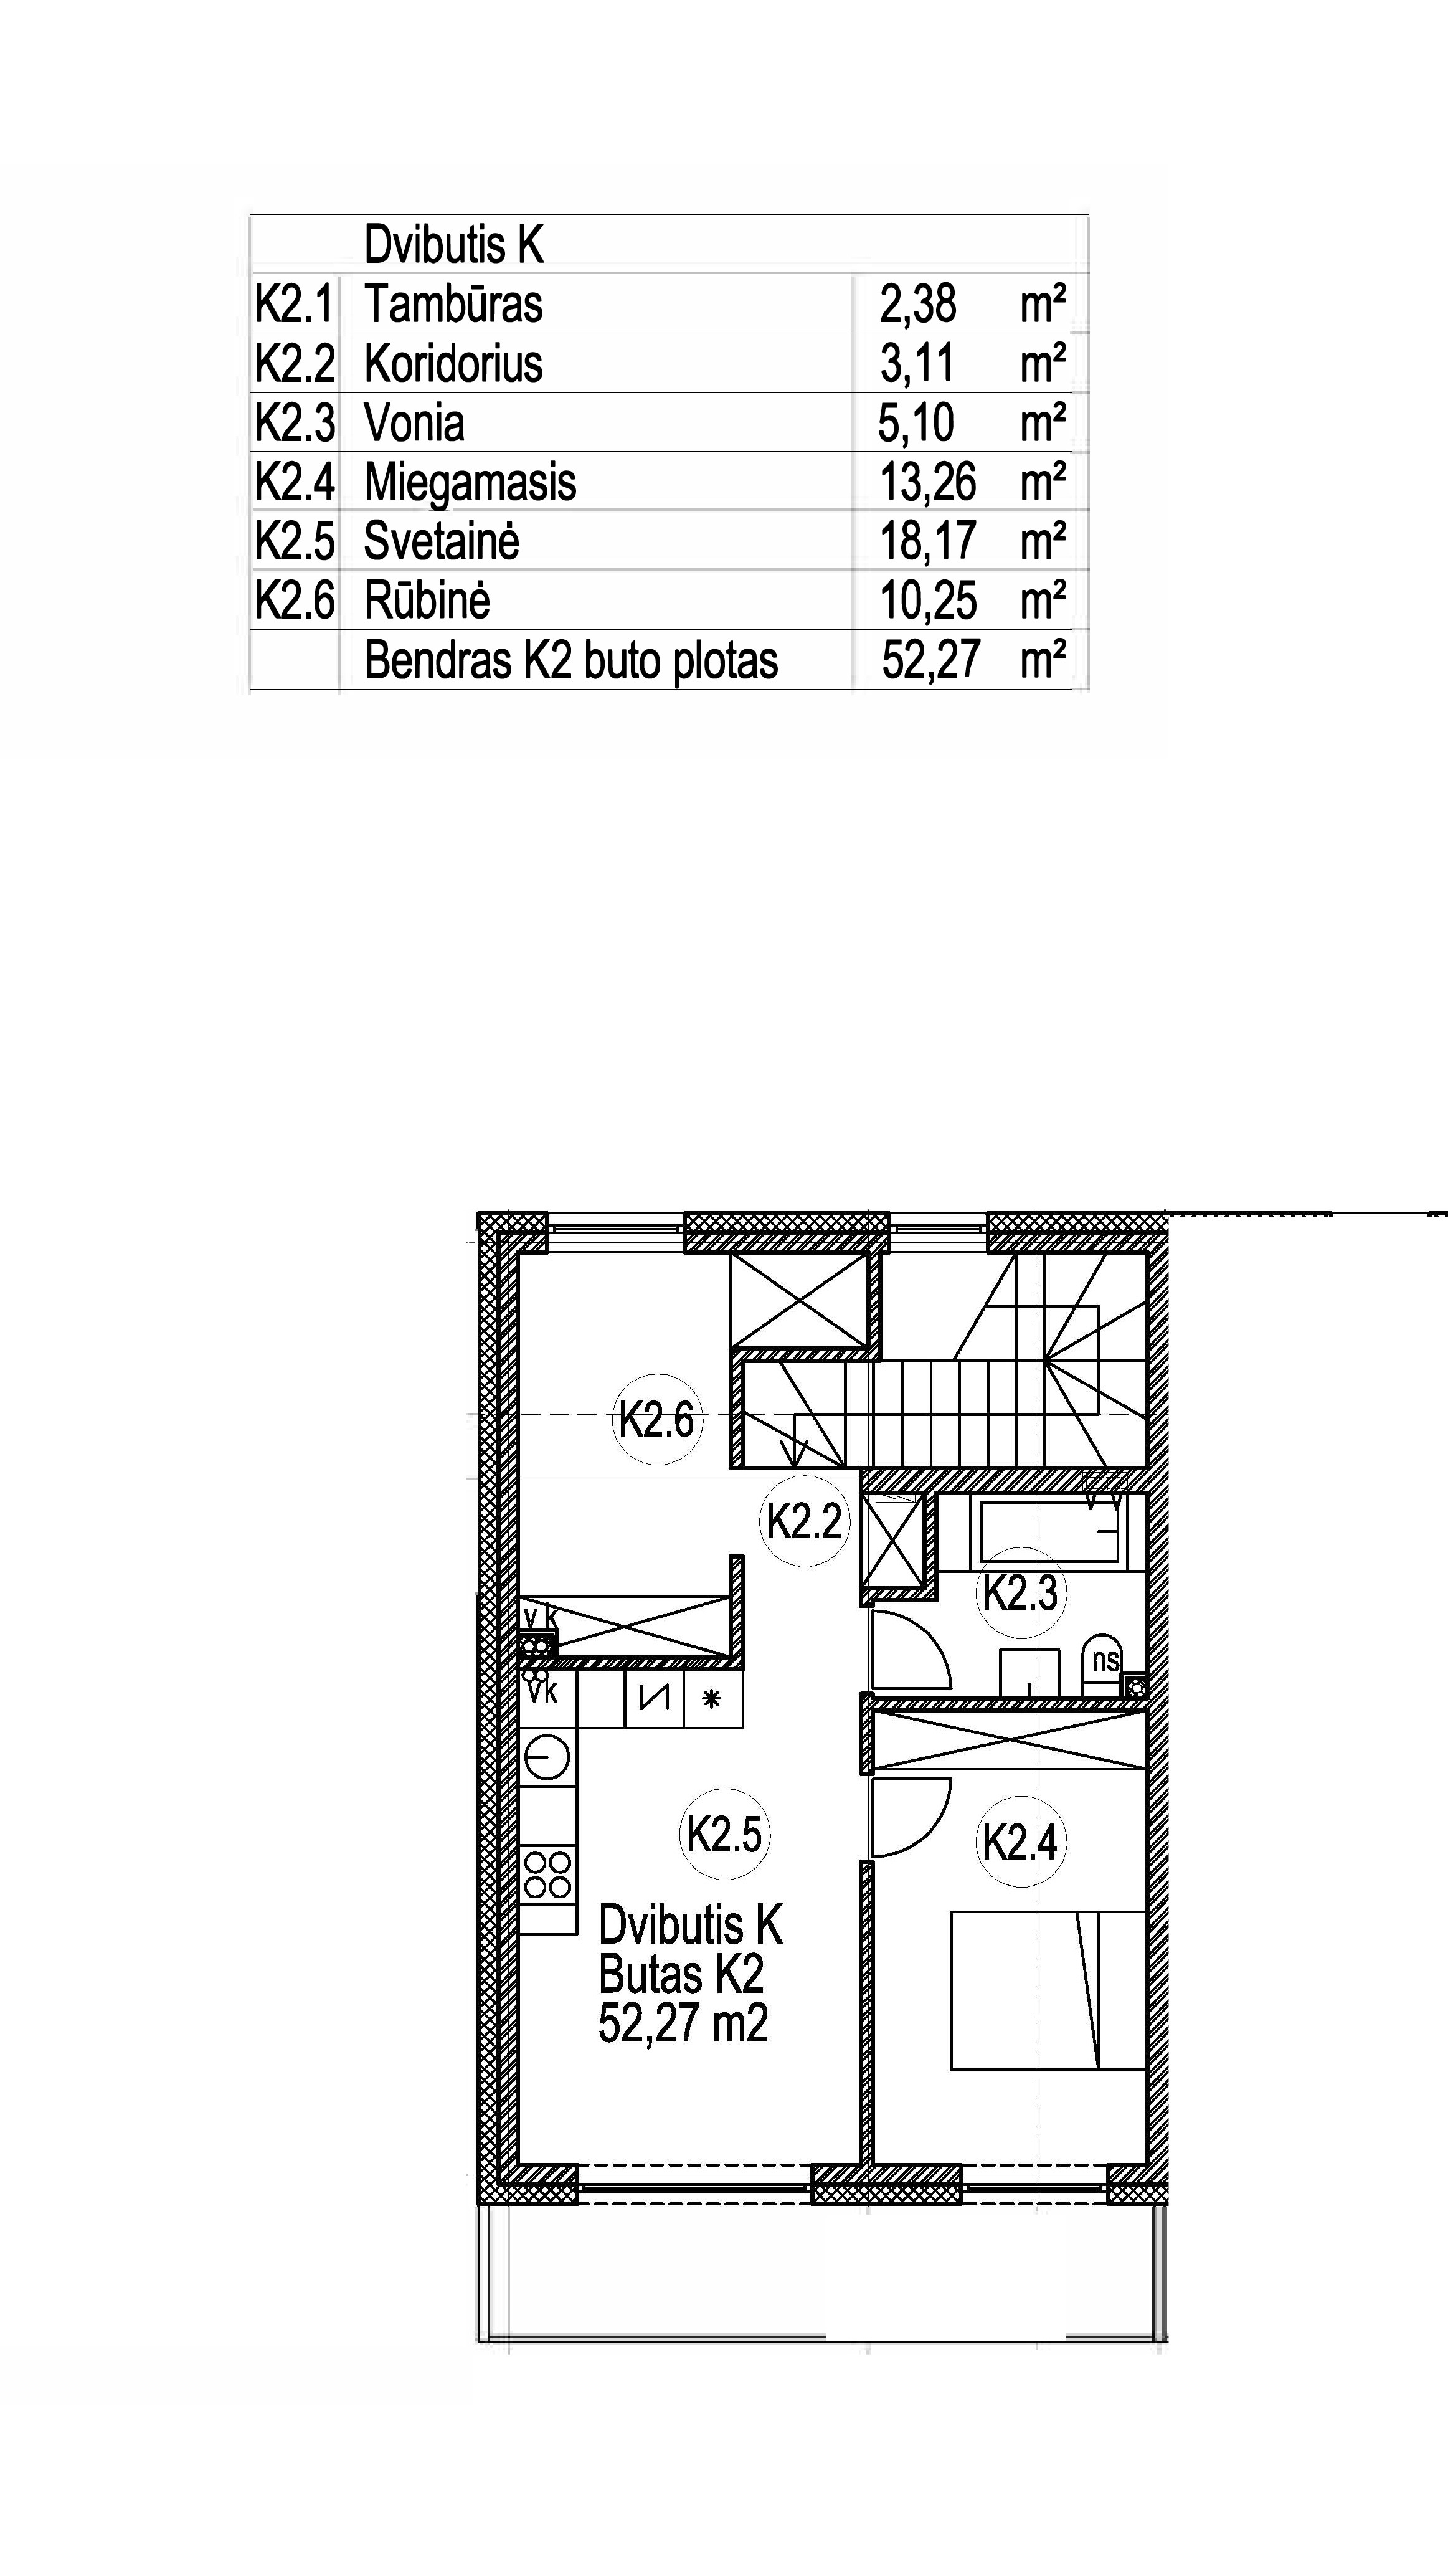 Dvibutis K
K2.1 Tambūras 2,38 m²
K2.2 Koridorius 3,11 m²
K2.3 Vonia 5,10 m²
K2.4 Miegamasis 13,26 m²
K2.5 Svetainė 18,17 m²
K2.6 Rūbinė 10,25 m²
Bendras K2 buto plotas 52,27 m²
K2.6
K2.2
K2.3
vk
ns
vk
K2.5
K2.4
Dvibutis K
Butas K2
52,27 m2